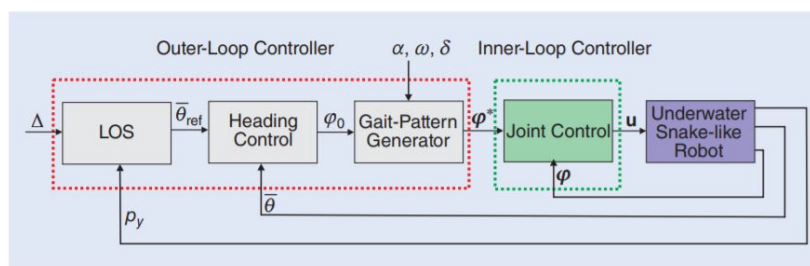 Outer-Loop Controller
α, ω, δ
Inner-Loop Controller
Δ
LOS
θ̅ref
Heading
Control
φ0
Gait-Pattern
Generator
φ*
Joint Control
u
Underwater
Snake-like
Robot
φ
θ̅
py